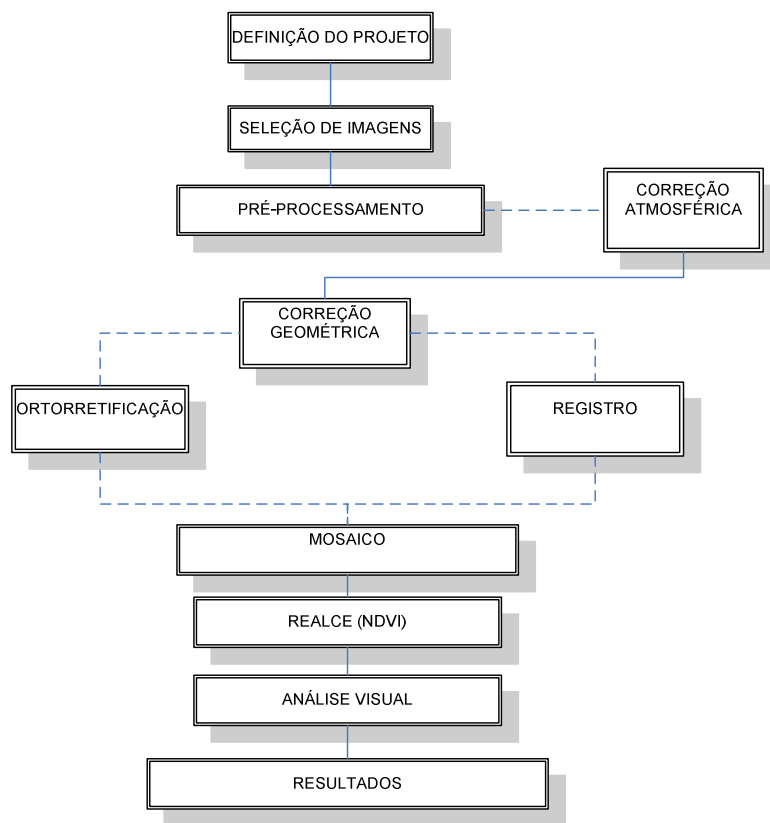 DEFINIÇÃO DO PROJETO
SELEÇÃO DE IMAGENS
PRÉ-PROCESSAMENTO
CORREÇÃO
ATMOSFÉRICA
CORREÇÃO
GEOMÉTRICA
ORTORRETIFICAÇÃO
REGISTRO
MOSAICO
REALCE (NDVI)
ANÁLISE VISUAL
RESULTADOS